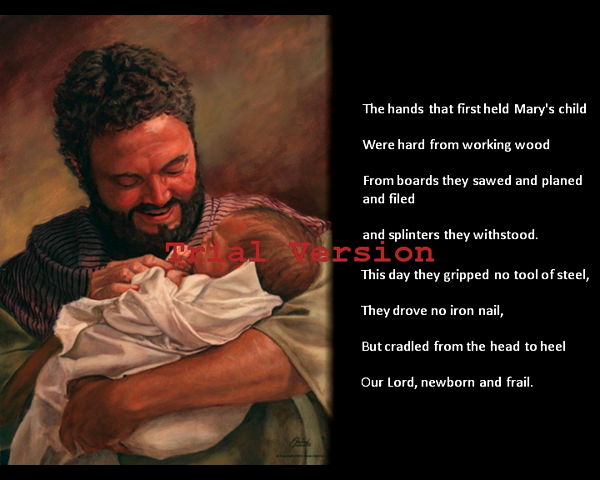 The hands that first held Mary's child
Were hard from working wood
From boards they sawed and planed
and filed
and splinters they withstood.
Trial Version
This day they gripped no tool of steel,
They drove no iron nail,
But cradled from the head to heel
Our Lord, newborn and frail.